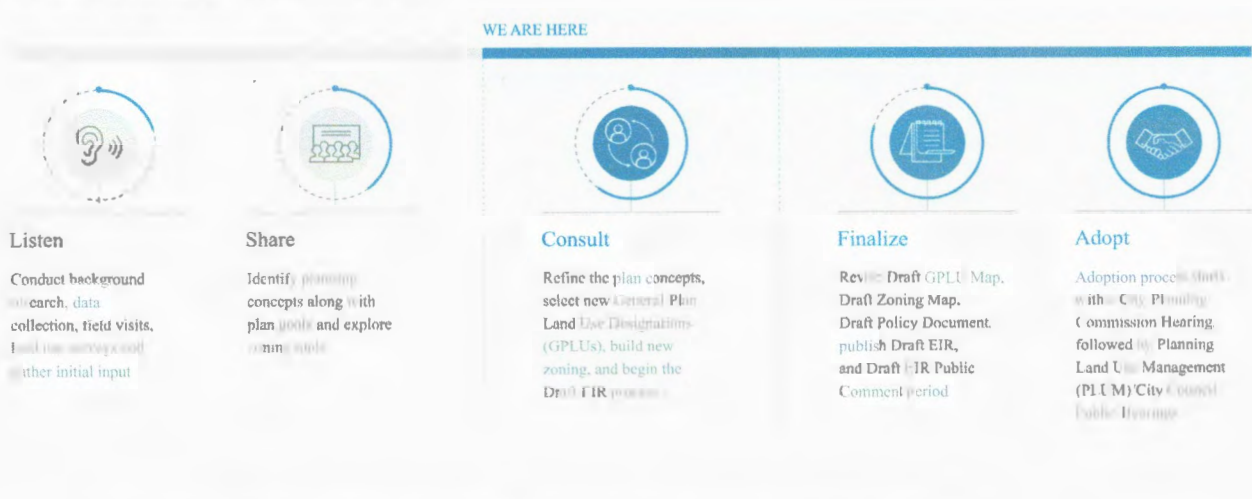 WE ARE HERE
Listen
Conduct background
data
collection, field visits,
other initial input
Share
Identify planning
concepts along with
plan goals and explore
Consult
Refine the plan concepts,
select new General Plan
Land Use Designations
(GPLUs), build new
zoning, and begin the
Draft EIR process
Finalize
Draft GPLU Map,
Draft Zoning Map,
Draft Policy Document,
publish Draft EIR,
and Draft EIR Public
Comment period
Adopt
Adoption process starts
with City Planning
Commission Hearing,
followed by Planning
Land Use Management
(PLUM)/City Council
Public Hearings